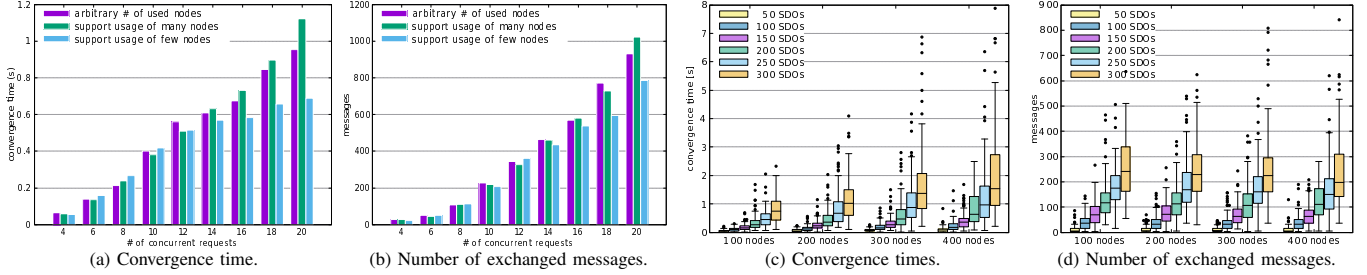 1.2
1
0.8
0.6
0.4
0.2
0
convergence time (s)
arbitrary # of used nodes
support usage of many nodes
support usage of few nodes
4 6 8 10 12 14 16 18 20
# of concurrent requests
(a) Convergence time.
1200
1000
800
600
400
200
0
messages
arbitrary # of used nodes
support usage of many nodes
support usage of few nodes
4 6 8 10 12 14 16 18 20
# of concurrent requests
(b) Number of exchanged messages.
8
7
6
5
4
3
2
1
0
convergence time [s]
50 SDOs
100 SDOs
150 SDOs
200 SDOs
250 SDOs
300 SDOs
100 nodes 200 nodes 300 nodes 400 nodes
(c) Convergence times.
900
800
700
600
500
400
300
200
100
0
messages
50 SDOs
100 SDOs
150 SDOs
200 SDOs
250 SDOs
300 SDOs
100 nodes 200 nodes 300 nodes 400 nodes
(d) Number of exchanged messages.